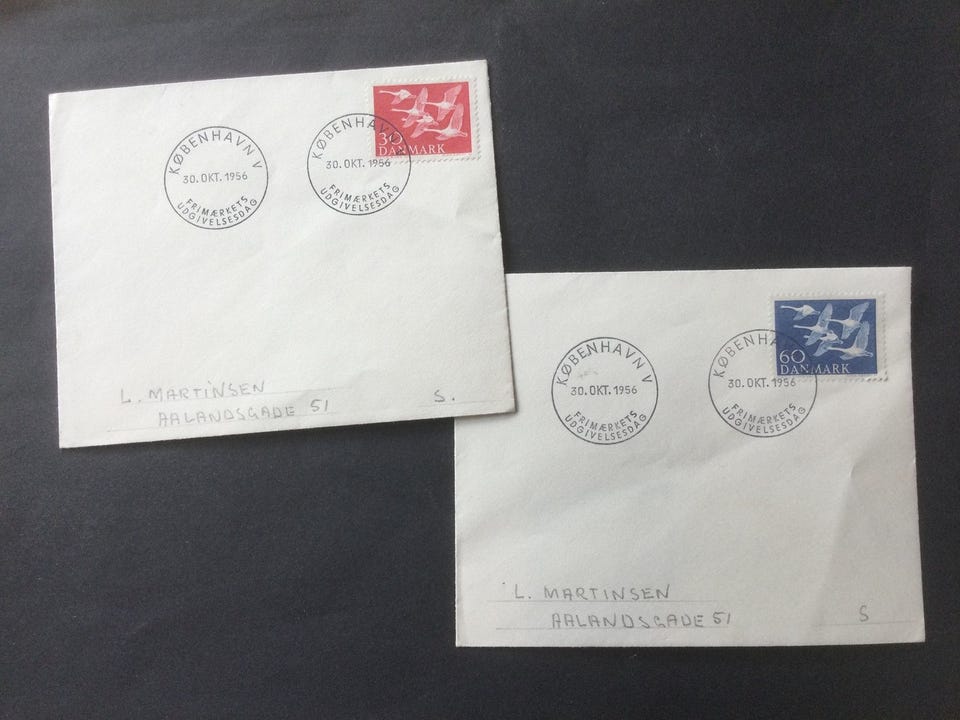 KØBENHAVN V
30. OKT. 1956
FRIMÆRKETS
UDGIVELSESDAG
KØBENHAVN V
30. OKT. 1956
FRIMÆRKETS
UDGIVELSESDAG
30
DANMARK
L. MARTINSEN
AALANDSGADE 51 S.
KØBENHAVN V
30. OKT. 1956
FRIMÆRKETS
UDGIVELSESDAG
KØBENHAVN
30. OKT. 1956
FRIMÆRKETS
UDGIVELSESDAG
60
DANMARK
L. MARTINSEN
AALANDSGADE 51 S